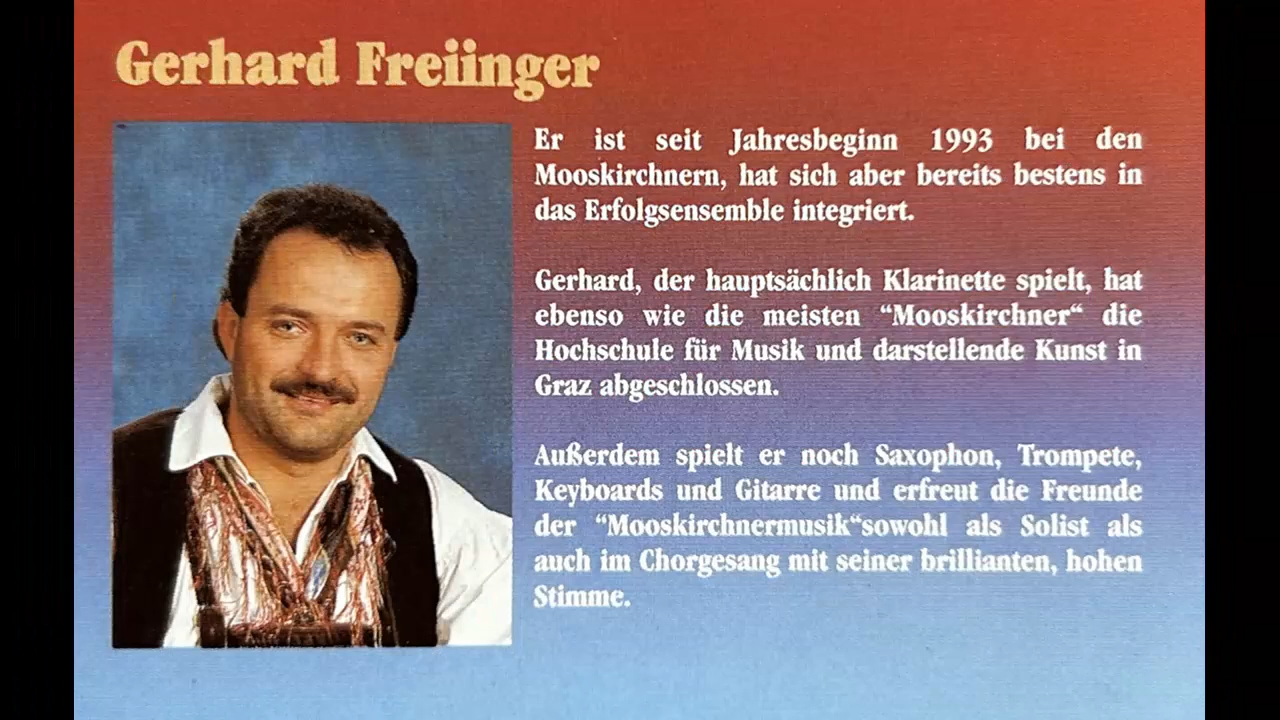 Gerhard Freiinger
Er ist seit Jahresbeginn 1993 bei den
Mooskirchnern, hat sich aber bereits bestens in
das Erfolgsensemble integriert.
Gerhard, der hauptsächlich Klarinette spielt, hat
ebenso wie die meisten “Mooskirchner“ die
Hochschule für Musik und darstellende Kunst in
Graz abgeschlossen.
Außerdem spielt er noch Saxophon, Trompete,
Keyboards und Gitarre und erfreut die Freunde
der “Mooskirchnermusik“sowohl als Solist als
auch im Chorgesang mit seiner brillianten, hohen
Stimme.